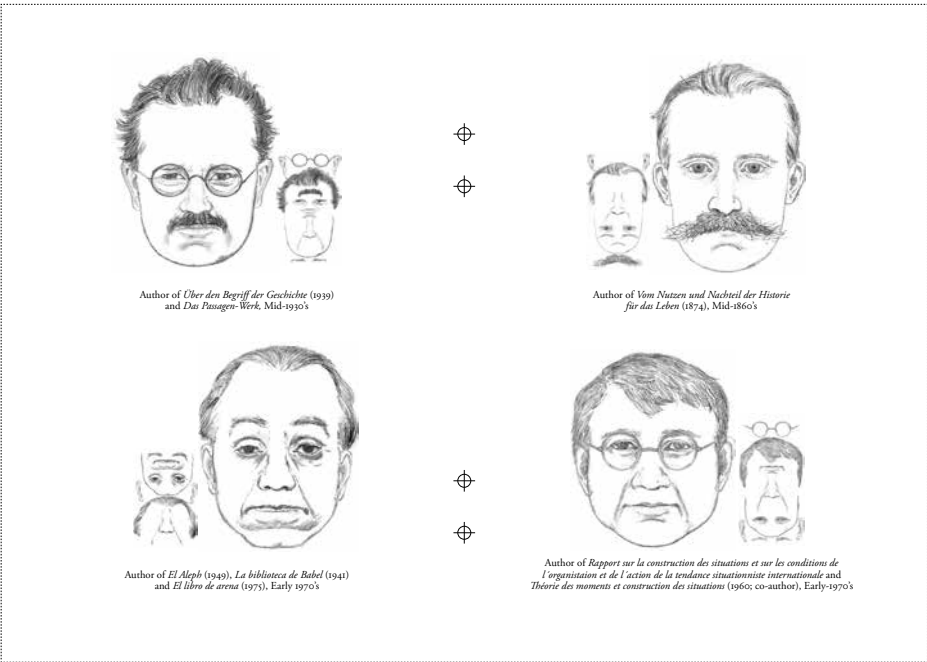 Author of Über den Begriff der Geschichte (1939)
and Das Passagen-Werk, Mid-1930's
Author of Vom Nutzen und Nachteil der Historie
für das Leben (1874), Mid-1860's
Author of El Aleph (1949), La biblioteca de Babel (1941)
and El libro de arena (1975), Early 1970's
Author of Rapport sur la construction des situations et sur les conditions de
l´organistaion et de l´action de la tendance situationniste internationale and
Théorie des moments et construction des situations (1960; co-author), Early-1970's